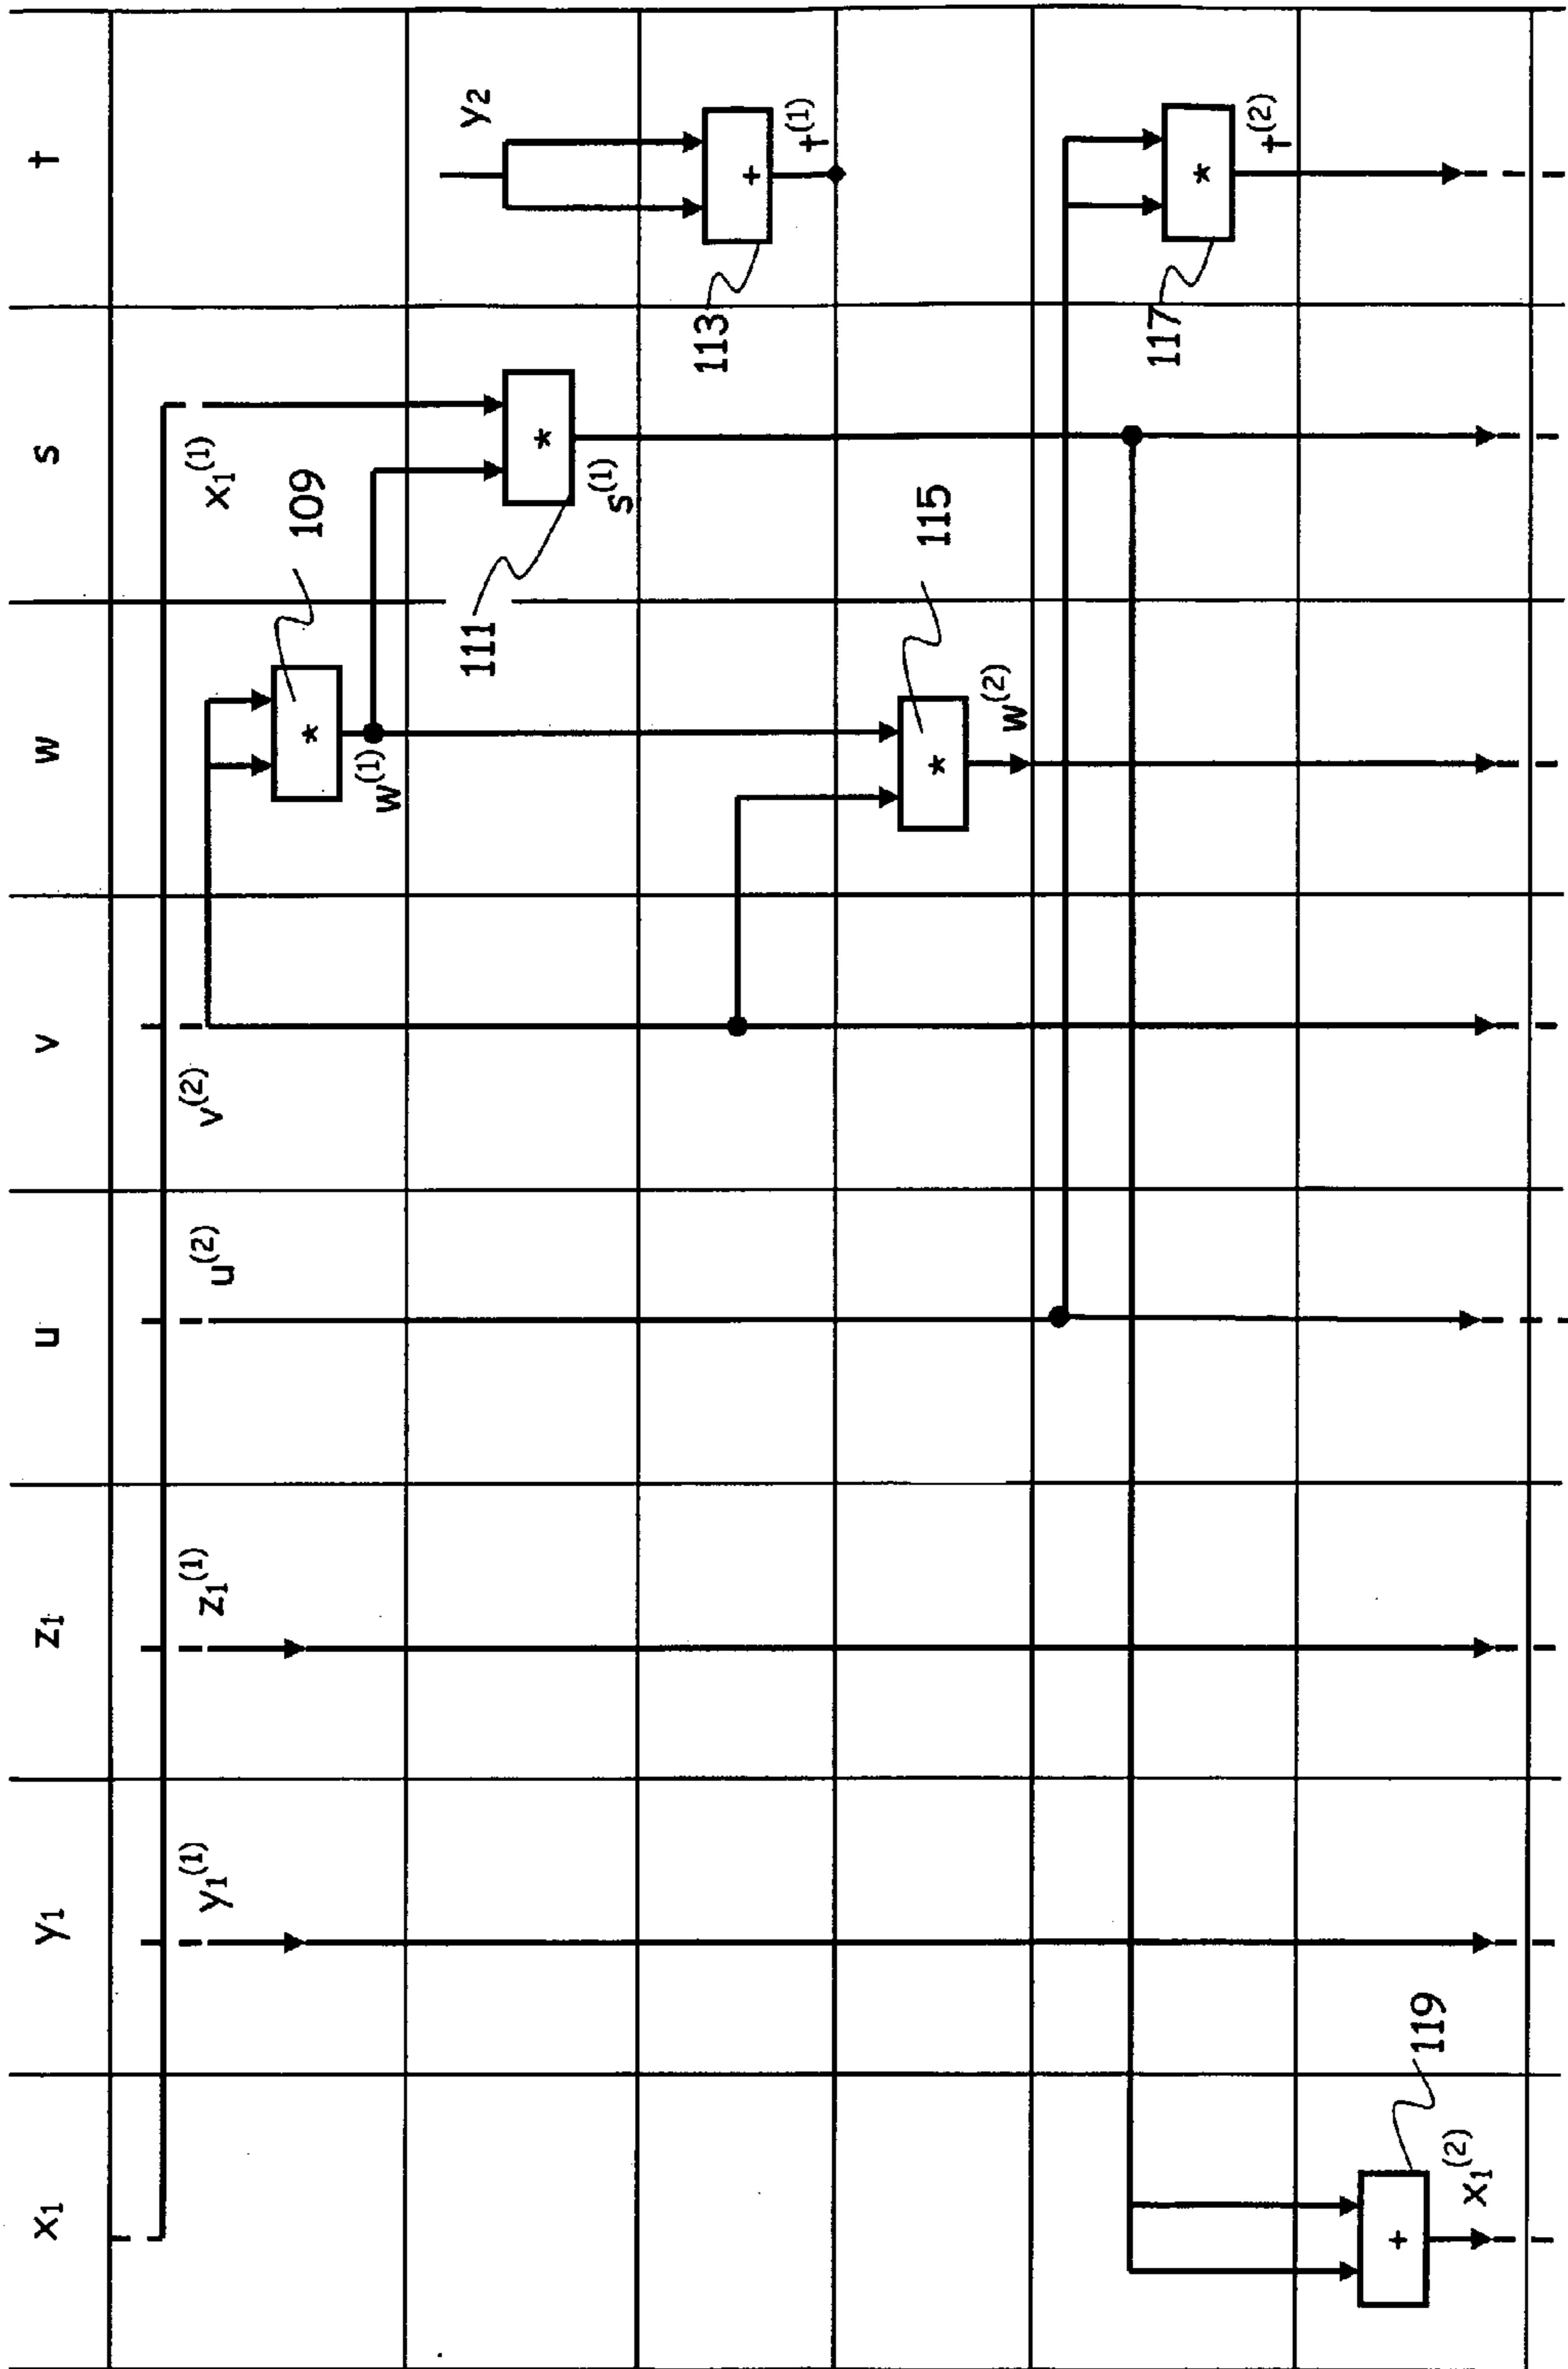 x₁ y₁ z₁ u v w s t
y₁⁽¹⁾ z₁⁽¹⁾ u⁽²⁾ v⁽²⁾ x₁⁽¹⁾
109
*
w⁽¹⁾
y₂
111
*
s⁽¹⁾
113
+
t⁽¹⁾
115
*
w⁽²⁾
117
*
t⁽²⁾
119
+
x₁⁽²⁾